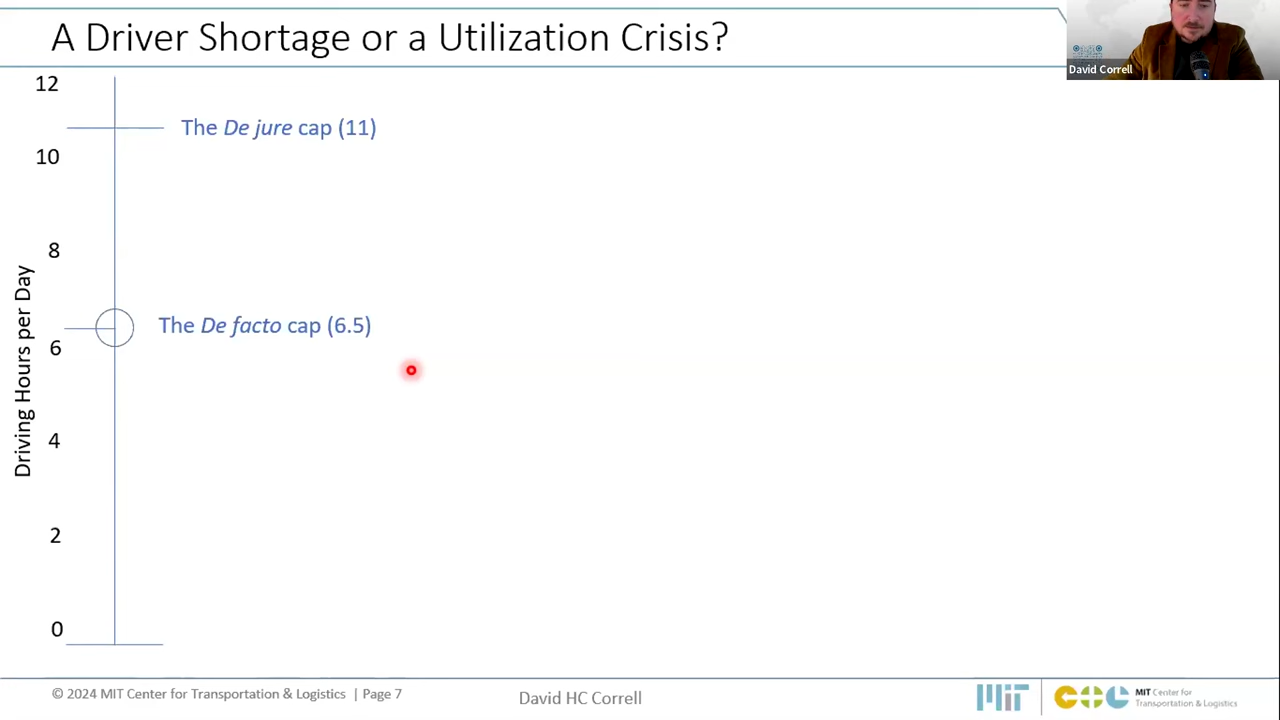 A Driver Shortage or a Utilization Crisis?
David Correll
12
The De jure cap (11)
10
8
Driving Hours per Day
The De facto cap (6.5)
6
4
2
0
© 2024 MIT Center for Transportation & Logistics | Page 7
David HC Correll
MIT
MIT Center for
Transportation & Logistics